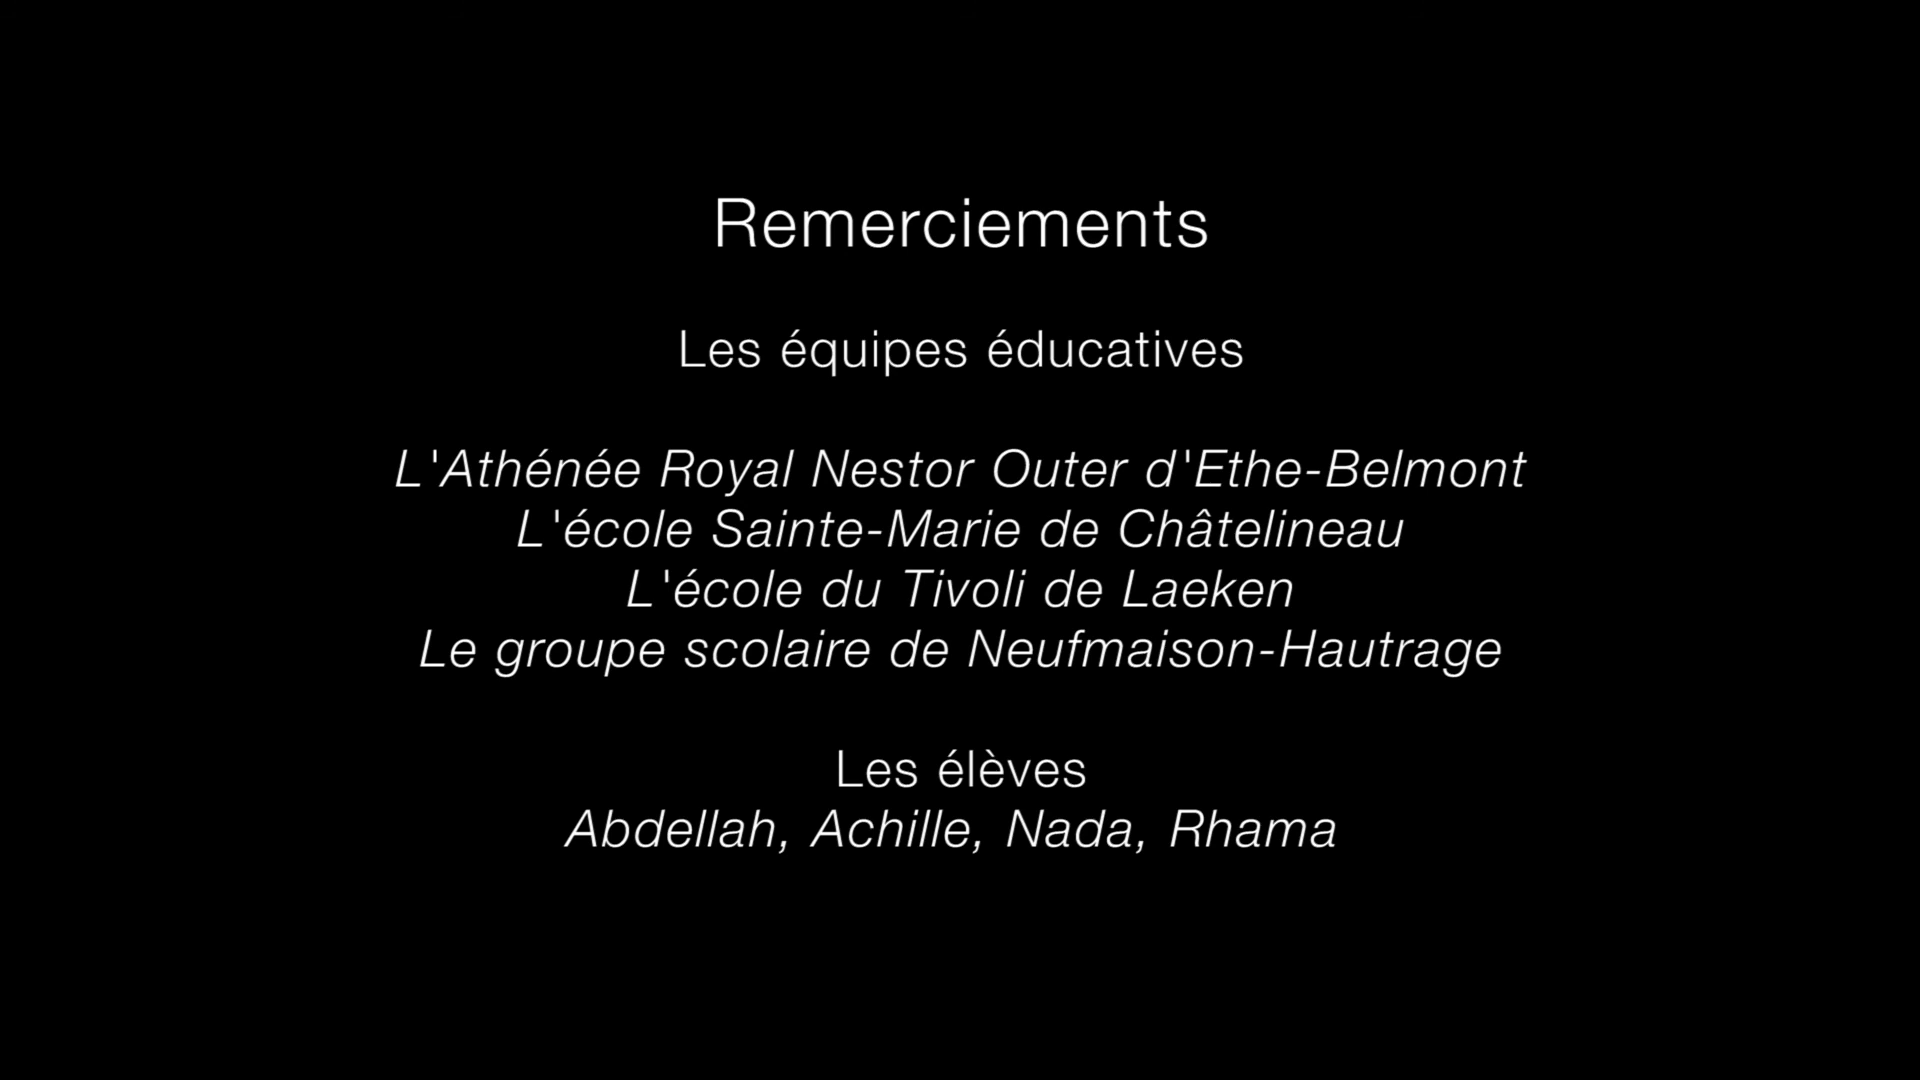 Remerciements
Les équipes éducatives
L'Athénée Royal Nestor Outer d'Ethe-Belmont
L'école Sainte-Marie de Châtelineau
L'école du Tivoli de Laeken
Le groupe scolaire de Neufmaison-Hautrage
Les élèves
Abdellah, Achille, Nada, Rhama